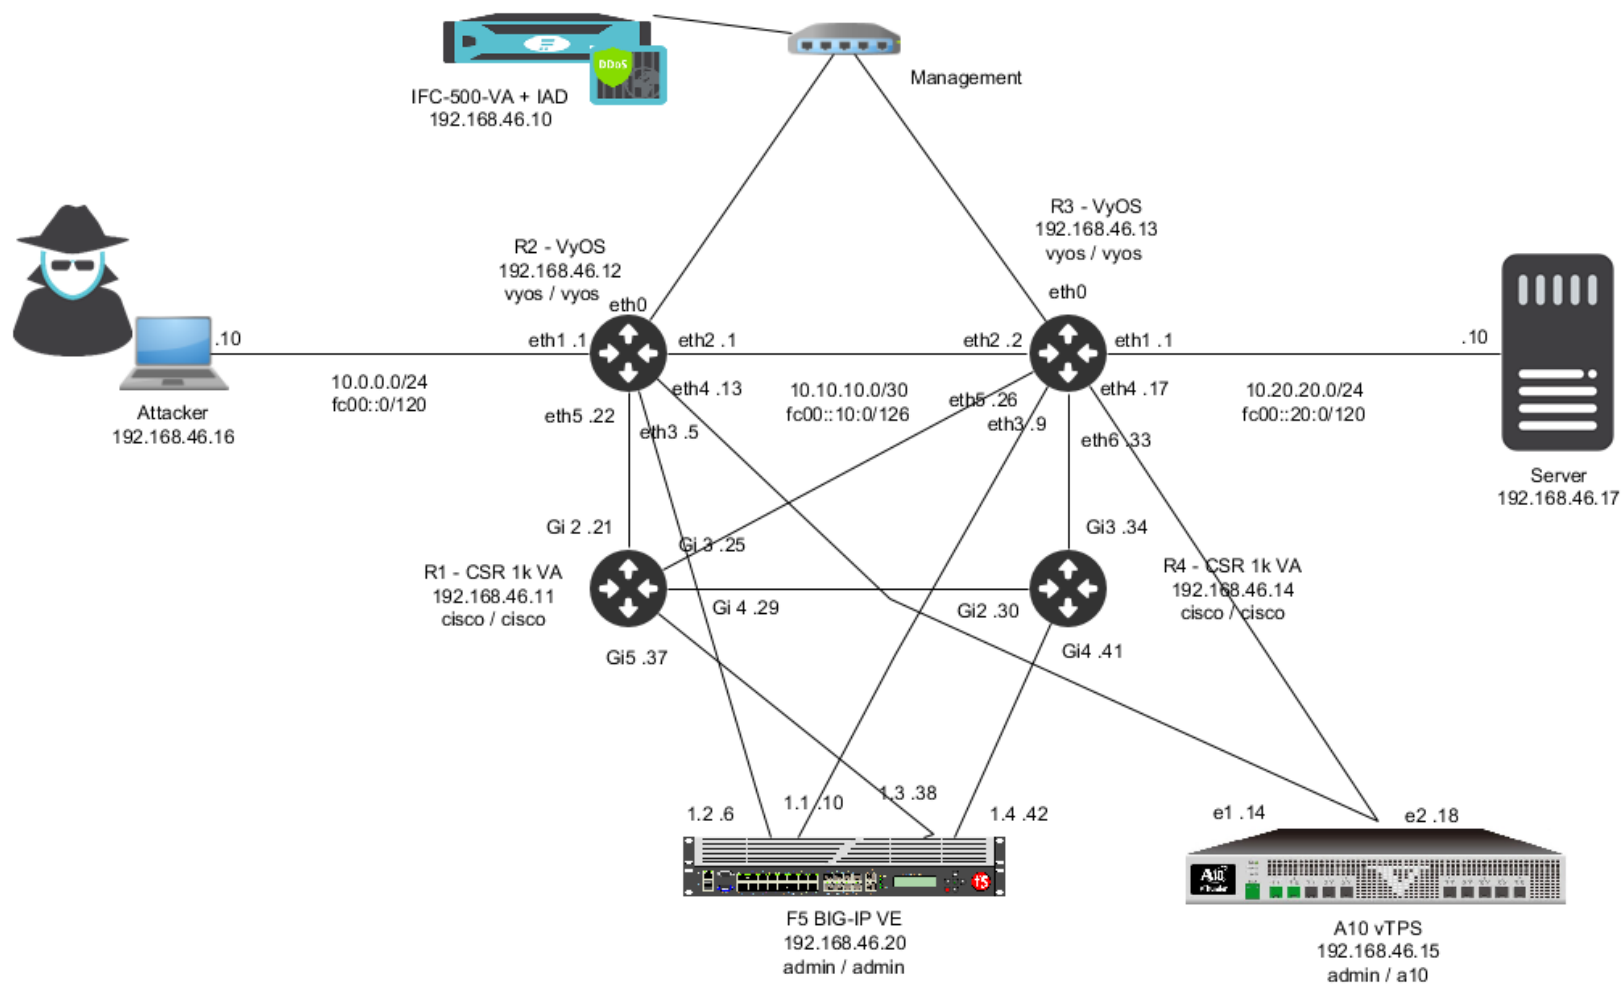 DDoS
IFC-500-VA + IAD
192.168.46.10
Management
R3 - VyOS
192.168.46.13
vyos / vyos
eth0
R2 - VyOS
192.168.46.12
vyos / vyos
eth0
.10
eth1 .1
eth2 .1
eth2 .2
eth1 .1
.10
10.0.0.0/24
fc00::0/120
eth4 .13
10.10.10.0/30
fc00::10:0/126
eth5 .26
eth4 .17
10.20.20.0/24
fc00::20:0/120
Attacker
192.168.46.16
eth5 .22
eth3 .5
eth3 .9
eth6 .33
Server
192.168.46.17
Gi 2 .21
Gi 3 .25
Gi3 .34
R1 - CSR 1k VA
192.168.46.11
cisco / cisco
Gi 4 .29
Gi2 .30
R4 - CSR 1k VA
192.168.46.14
cisco / cisco
Gi5 .37
Gi4 .41
1.2 .6
1.1 .10
1.3 .38
1.4 .42
e1 .14
e2 .18
f5
A10
F5 BIG-IP VE
192.168.46.20
admin / admin
A10 vTPS
192.168.46.15
admin / a10